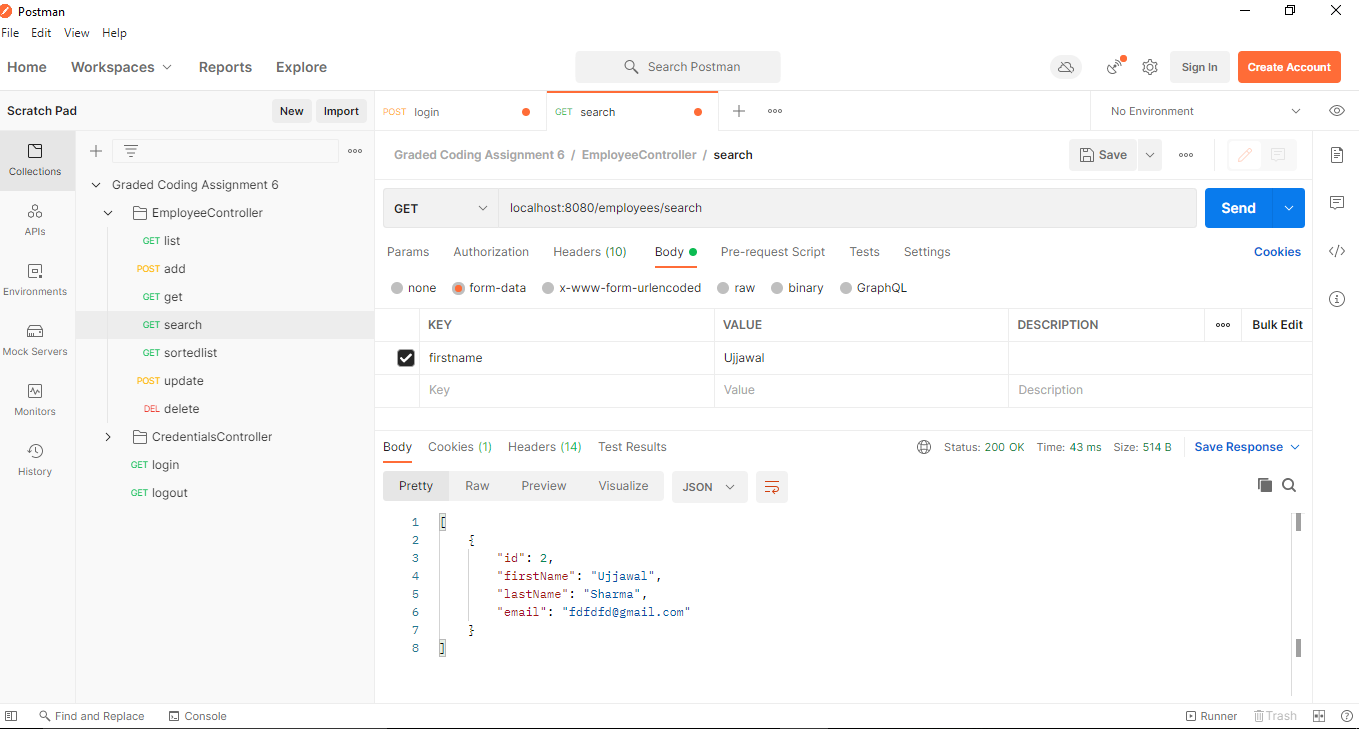 Postman
File Edit View Help
Home Workspaces Reports Explore Search Postman Sign In Create Account
Scratch Pad New Import POST login GET search No Environment
Collections
APIs
Environments
Mock Servers
Monitors
History
Graded Coding Assignment 6
EmployeeController
GET list
POST add
GET get
GET search
GET sortedlist
POST update
DEL delete
CredentialsController
GET login
GET logout
Graded Coding Assignment 6 / EmployeeController / search Save
GET localhost:8080/employees/search Send
Params Authorization Headers (10) Body Pre-request Script Tests Settings Cookies
none form-data x-www-form-urlencoded raw binary GraphQL
KEY VALUE DESCRIPTION Bulk Edit
firstname Ujjawal
Key Value Description
Body Cookies (1) Headers (14) Test Results Status: 200 OK Time: 43 ms Size: 514 B Save Response
Pretty Raw Preview Visualize JSON
1 [
2 {
3 "id": 2,
4 "firstName": "Ujjawal",
5 "lastName": "Sharma",
6 "email": "fdfdfd@gmail.com"
7 }
8 ]
Find and Replace Console Runner Trash